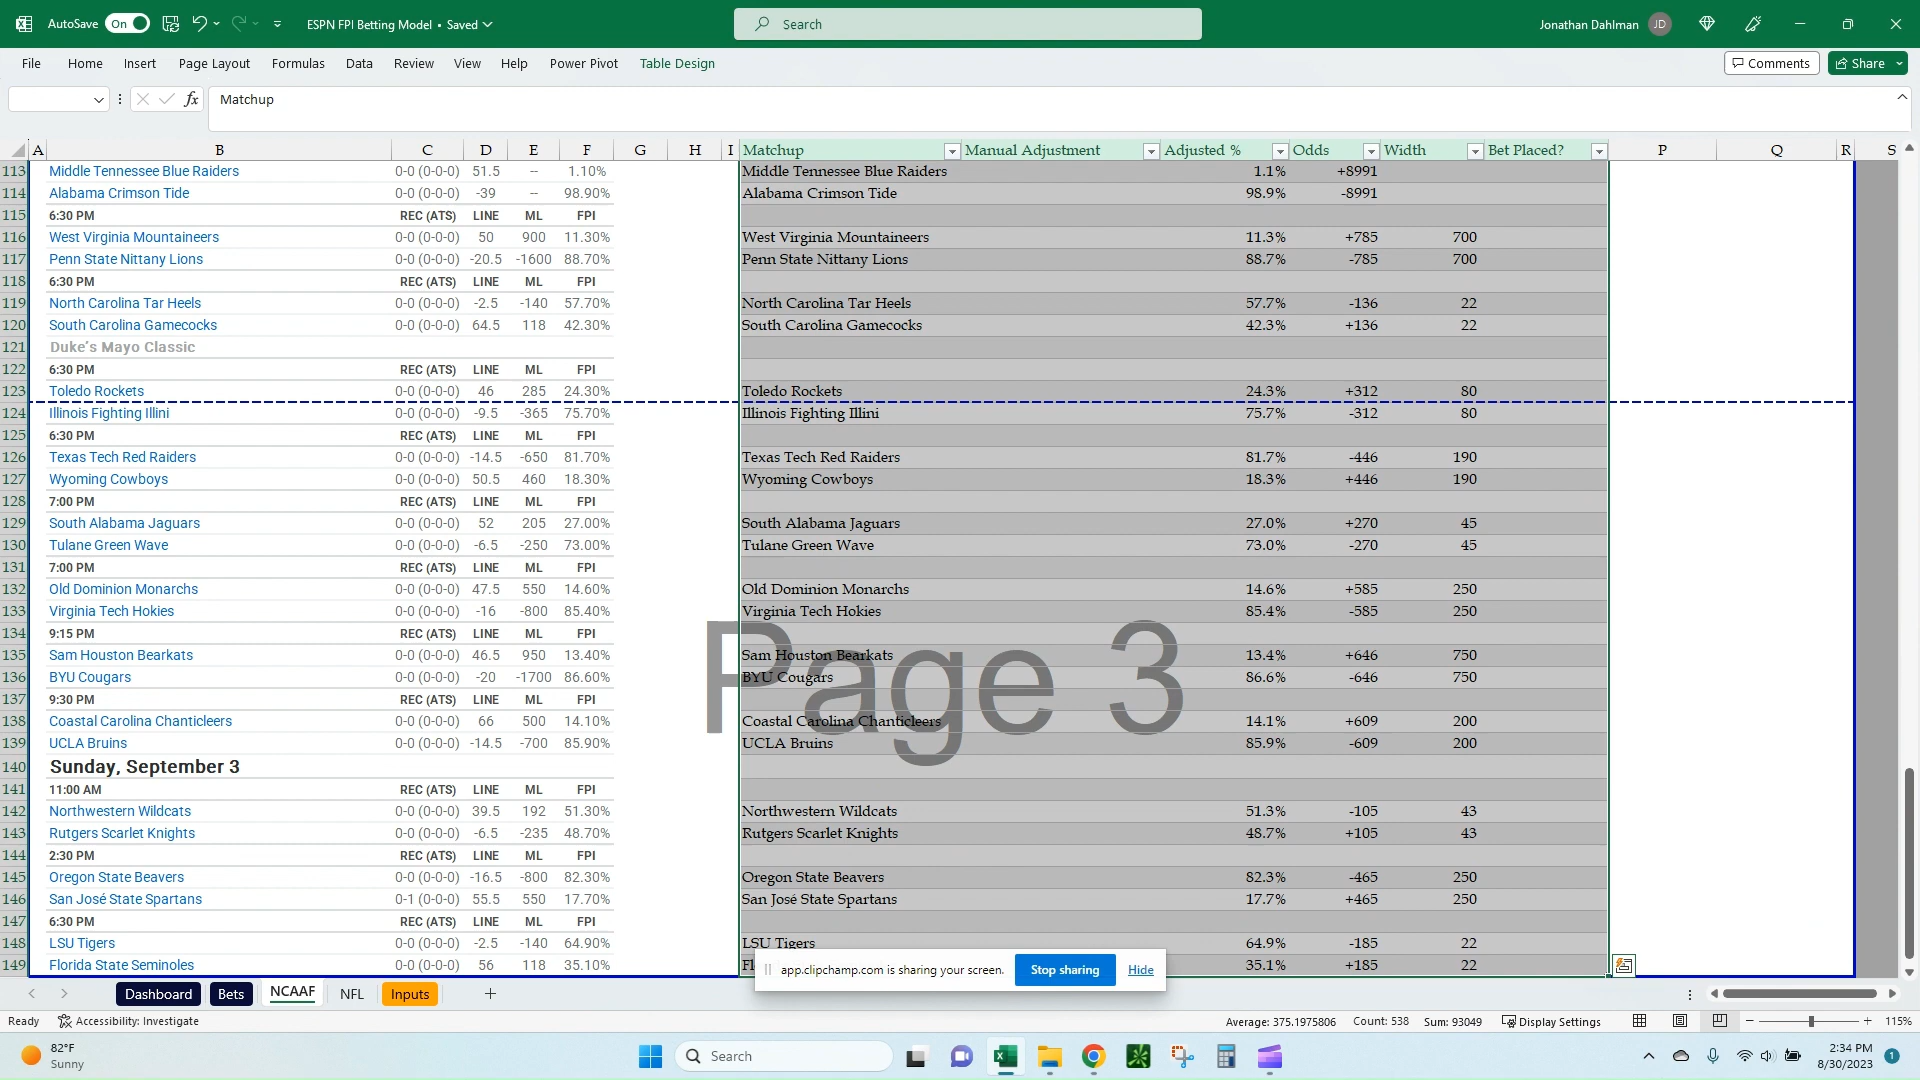 AutoSave On ESPN FPI Betting Model • Saved Search Jonathan Dahlman JD
File Home Insert Page Layout Formulas Data Review View Help Power Pivot Table Design Comments Share
fx Matchup
A B C D E F G H I Matchup Manual Adjustment Adjusted % Odds Width Bet Placed? P Q R S
113 Middle Tennessee Blue Raiders 0-0 (0-0-0) 51.5 -- 1.10% Middle Tennessee Blue Raiders 1.1% +8991
114 Alabama Crimson Tide 0-0 (0-0-0) -39 -- 98.90% Alabama Crimson Tide 98.9% -8991
115 6:30 PM REC (ATS) LINE ML FPI
116 West Virginia Mountaineers 0-0 (0-0-0) 50 900 11.30% West Virginia Mountaineers 11.3% +785 700
117 Penn State Nittany Lions 0-0 (0-0-0) -20.5 -1600 88.70% Penn State Nittany Lions 88.7% -785 700
118 6:30 PM REC (ATS) LINE ML FPI
119 North Carolina Tar Heels 0-0 (0-0-0) -2.5 -140 57.70% North Carolina Tar Heels 57.7% -136 22
120 South Carolina Gamecocks 0-0 (0-0-0) 64.5 118 42.30% South Carolina Gamecocks 42.3% +136 22
121 Duke’s Mayo Classic
122 6:30 PM REC (ATS) LINE ML FPI
123 Toledo Rockets 0-0 (0-0-0) 46 285 24.30% Toledo Rockets 24.3% +312 80
124 Illinois Fighting Illini 0-0 (0-0-0) -9.5 -365 75.70% Illinois Fighting Illini 75.7% -312 80
125 6:30 PM REC (ATS) LINE ML FPI
126 Texas Tech Red Raiders 0-0 (0-0-0) -14.5 -650 81.70% Texas Tech Red Raiders 81.7% -446 190
127 Wyoming Cowboys 0-0 (0-0-0) 50.5 460 18.30% Wyoming Cowboys 18.3% +446 190
128 7:00 PM REC (ATS) LINE ML FPI
129 South Alabama Jaguars 0-0 (0-0-0) 52 205 27.00% South Alabama Jaguars 27.0% +270 45
130 Tulane Green Wave 0-0 (0-0-0) -6.5 -250 73.00% Tulane Green Wave 73.0% -270 45
131 7:00 PM REC (ATS) LINE ML FPI
132 Old Dominion Monarchs 0-0 (0-0-0) 47.5 550 14.60% Old Dominion Monarchs 14.6% +585 250
133 Virginia Tech Hokies 0-0 (0-0-0) -16 -800 85.40% Virginia Tech Hokies 85.4% -585 250
134 9:15 PM REC (ATS) LINE ML FPI
135 Sam Houston Bearkats 0-0 (0-0-0) 46.5 950 13.40% Sam Houston Bearkats 13.4% +646 750
Page 3
136 BYU Cougars 0-0 (0-0-0) -20 -1700 86.60% BYU Cougars 86.6% -646 750
137 9:30 PM REC (ATS) LINE ML FPI
138 Coastal Carolina Chanticleers 0-0 (0-0-0) 66 500 14.10% Coastal Carolina Chanticleers 14.1% +609 200
139 UCLA Bruins 0-0 (0-0-0) -14.5 -700 85.90% UCLA Bruins 85.9% -609 200
140 Sunday, September 3
141 11:00 AM REC (ATS) LINE ML FPI
142 Northwestern Wildcats 0-0 (0-0-0) 39.5 192 51.30% Northwestern Wildcats 51.3% -105 43
143 Rutgers Scarlet Knights 0-0 (0-0-0) -6.5 -235 48.70% Rutgers Scarlet Knights 48.7% +105 43
144 2:30 PM REC (ATS) LINE ML FPI
145 Oregon State Beavers 0-0 (0-0-0) -16.5 -800 82.30% Oregon State Beavers 82.3% -465 250
146 San José State Spartans 0-1 (0-0-0) 55.5 550 17.70% San José State Spartans 17.7% +465 250
147 6:30 PM REC (ATS) LINE ML FPI
148 LSU Tigers 0-0 (0-0-0) -2.5 -140 64.90% LSU Tigers 64.9% -185 22
149 Florida State Seminoles 0-0 (0-0-0) 56 118 35.10% 35.1% +185 22
app.clipchamp.com is sharing your screen. Stop sharing Hide
Dashboard Bets NCAAF NFL Inputs
Ready Accessibility: Investigate Average: 375.1975806 Count: 538 Sum: 93049 Display Settings 115%
82°F
Sunny
Search
2:34 PM
8/30/2023
1